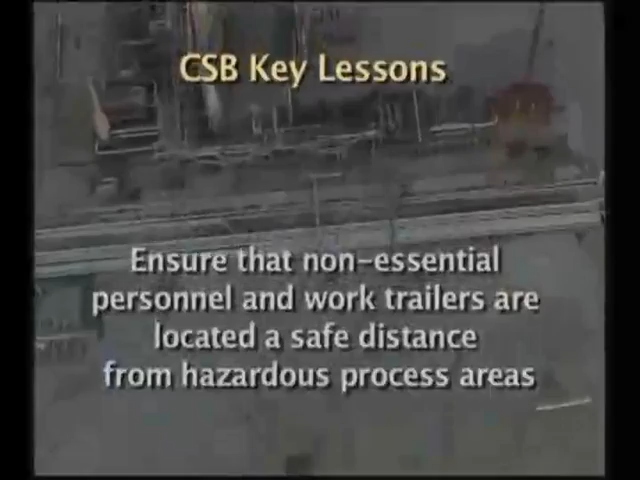 CSB Key Lessons
Ensure that non-essential
personnel and work trailers are
located a safe distance
from hazardous process areas